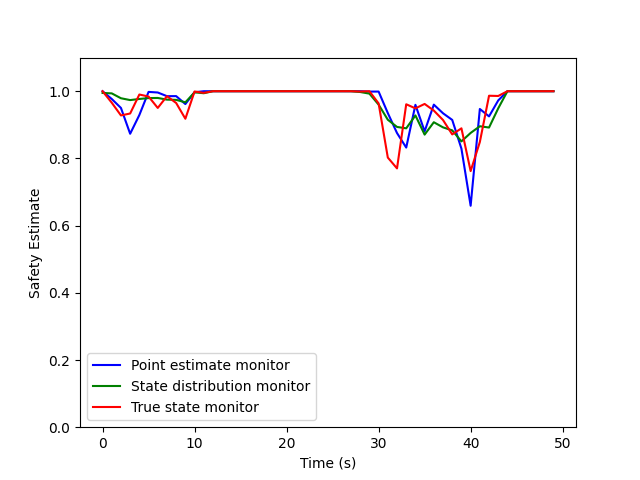 1.0
0.8
0.6
0.4
0.2
0.0
Safety Estimate
Point estimate monitor
State distribution monitor
True state monitor
0 10 20 30 40 50
Time (s)